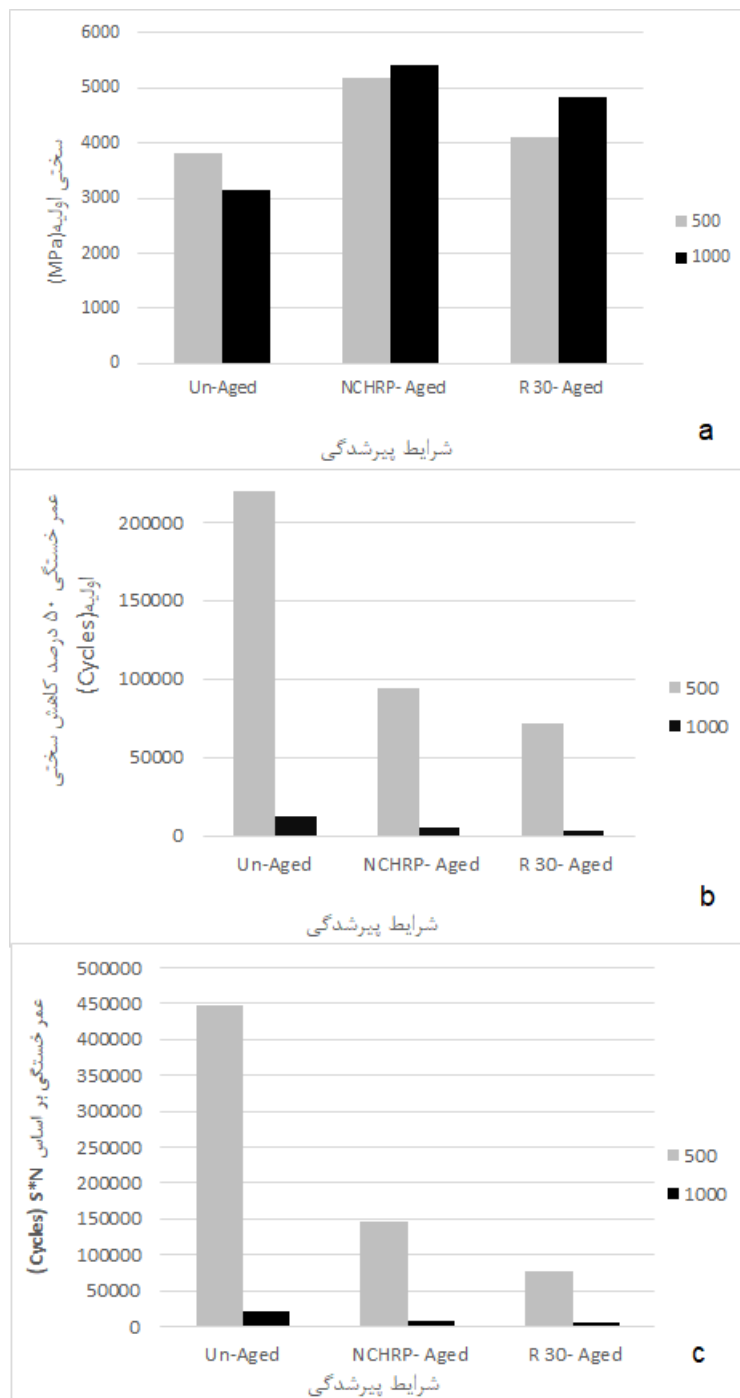 6000
5000
4000
3000
2000
1000
0
سختی اولیه(MPa)
Un-Aged
NCHRP- Aged
R 30- Aged
شرایط پیرشدگی
500
1000
a
200000
150000
100000
50000
0
عمر خستگی ۵۰ درصد کاهش سختی
اولیه(Cycles)
Un-Aged
NCHRP- Aged
R 30- Aged
شرایط پیرشدگی
500
1000
b
500000
450000
400000
350000
300000
250000
200000
150000
100000
50000
0
عمر خستگی بر اساس S*N (Cycles)
Un-Aged
NCHRP- Aged
R 30- Aged
شرایط پیرشدگی
500
1000
c